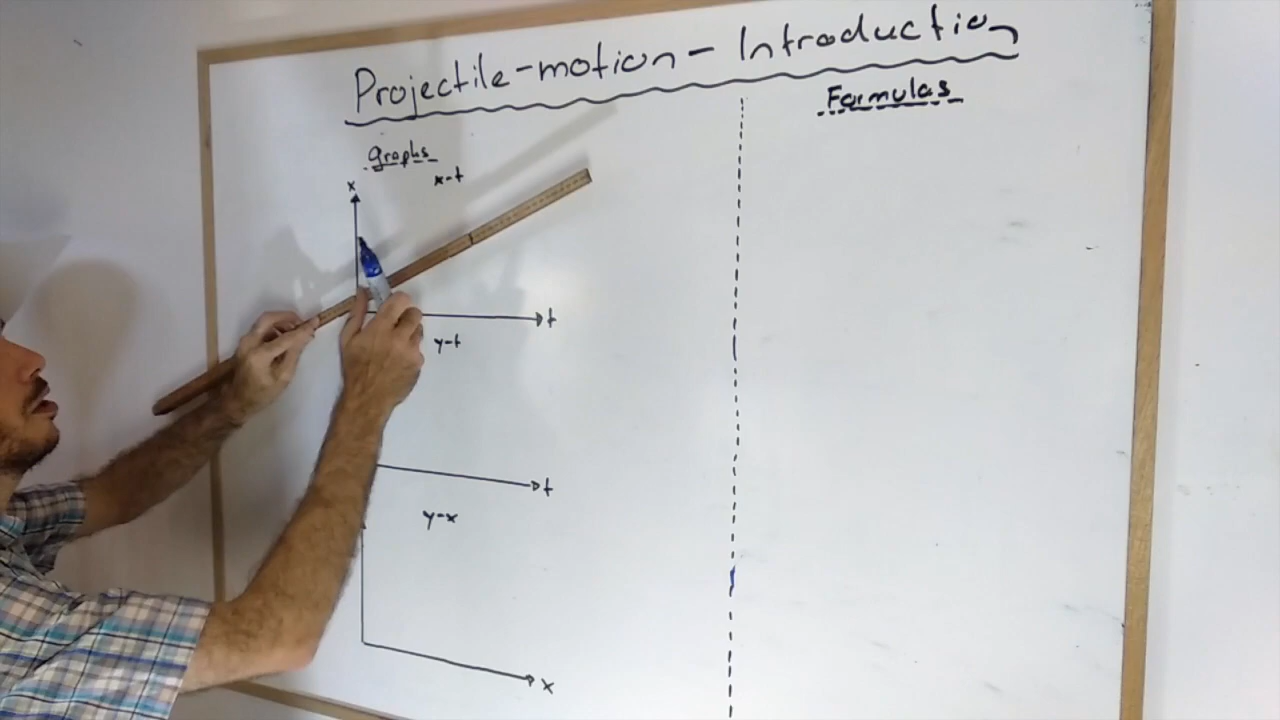 Projectile-motion - Introduction
Graphs
Formulas
x-t
x
t
y-t
t
y-x
x